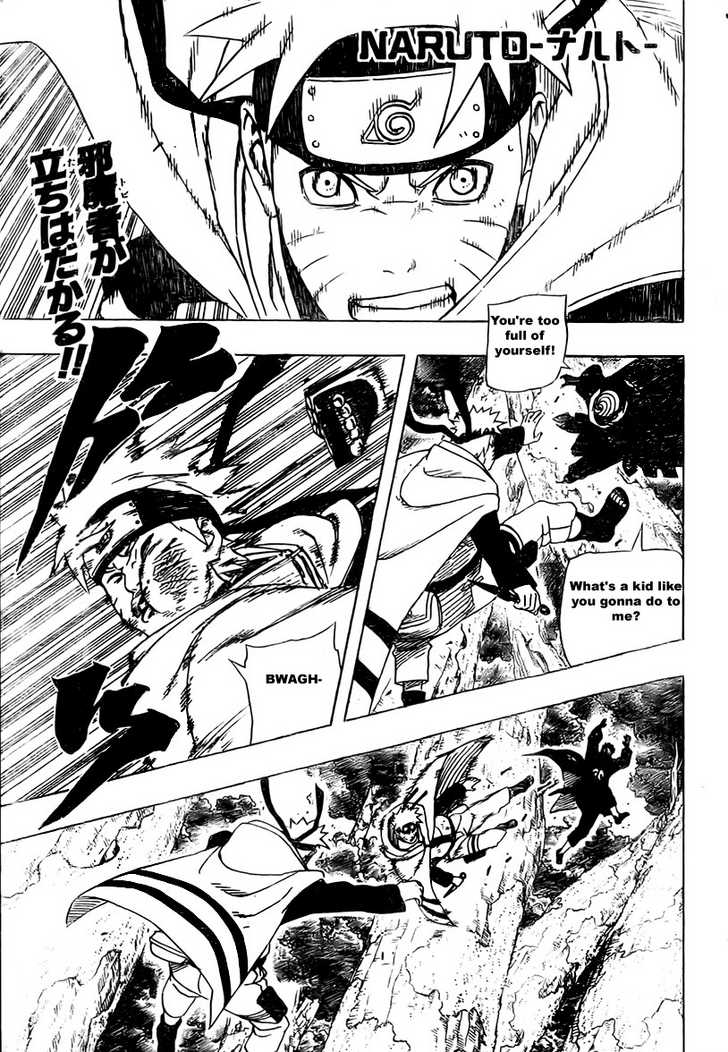 NARUTO-ナルト-
邪魔者が
立ちはだかる!!
You're too
full of
yourself!
What's a kid like
you gonna do to
me?
BWAGH-